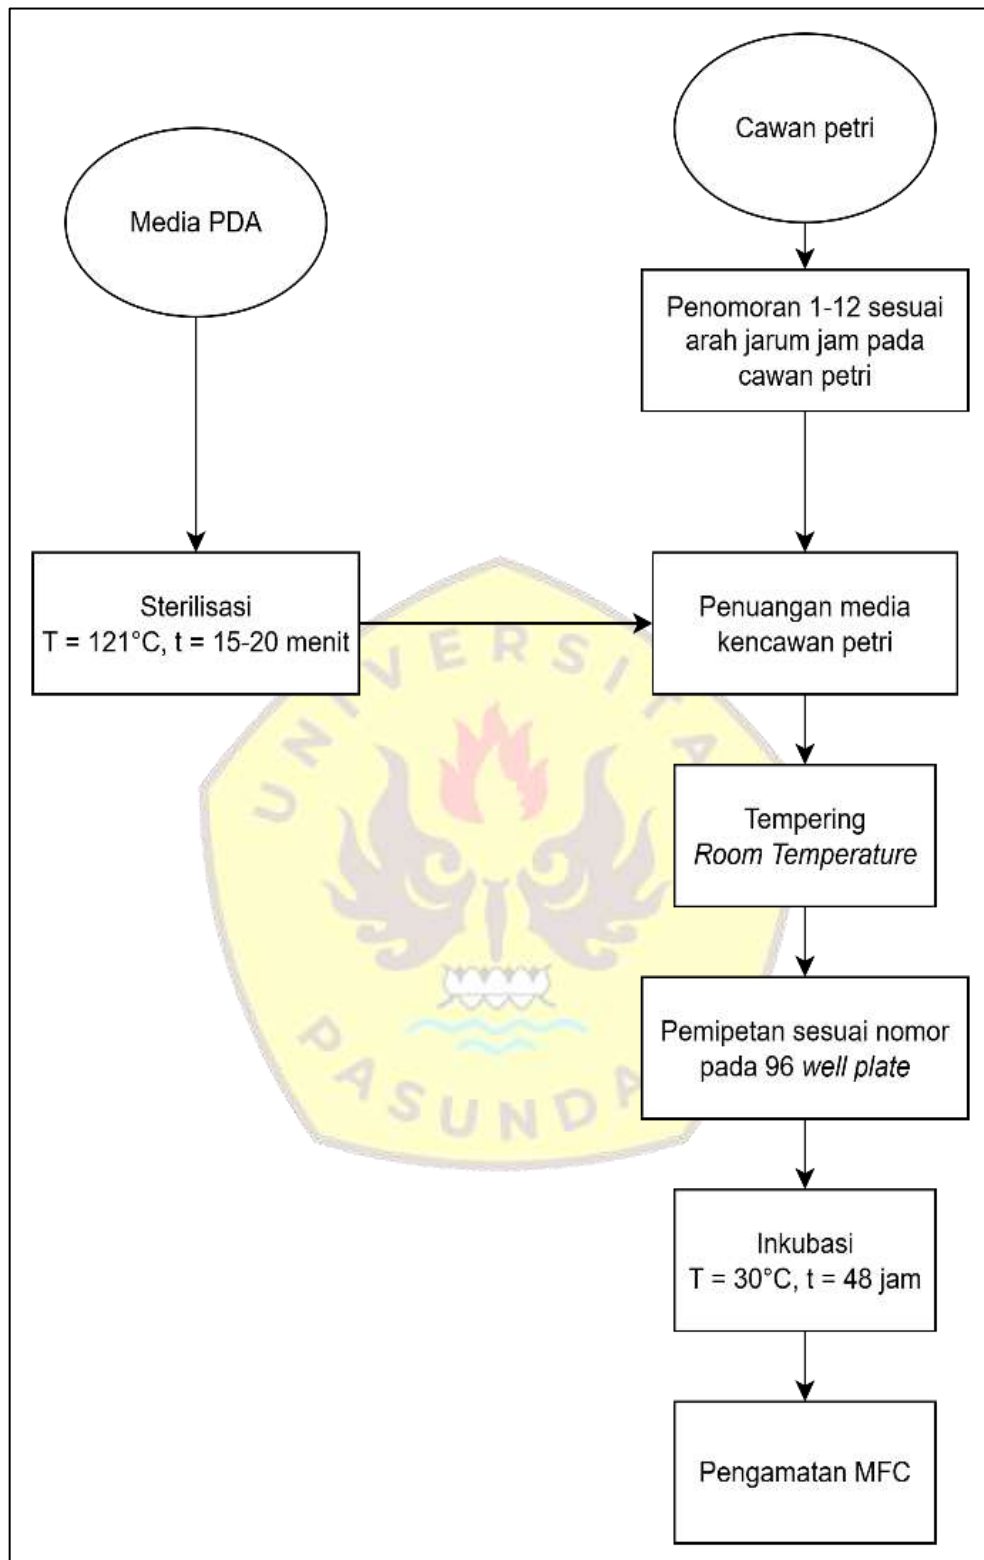 Cawan petri
Media PDA
Penomoran 1-12 sesuai
arah jarum jam pada
cawan petri
Sterilisasi
T = 121°C, t = 15-20 menit
Penuangan media
kencawan petri
Tempering
Room Temperature
Pemipetan sesuai nomor
pada 96 well plate
Inkubasi
T = 30°C, t = 48 jam
Pengamatan MFC
UNIVERSITA
PASUNDA